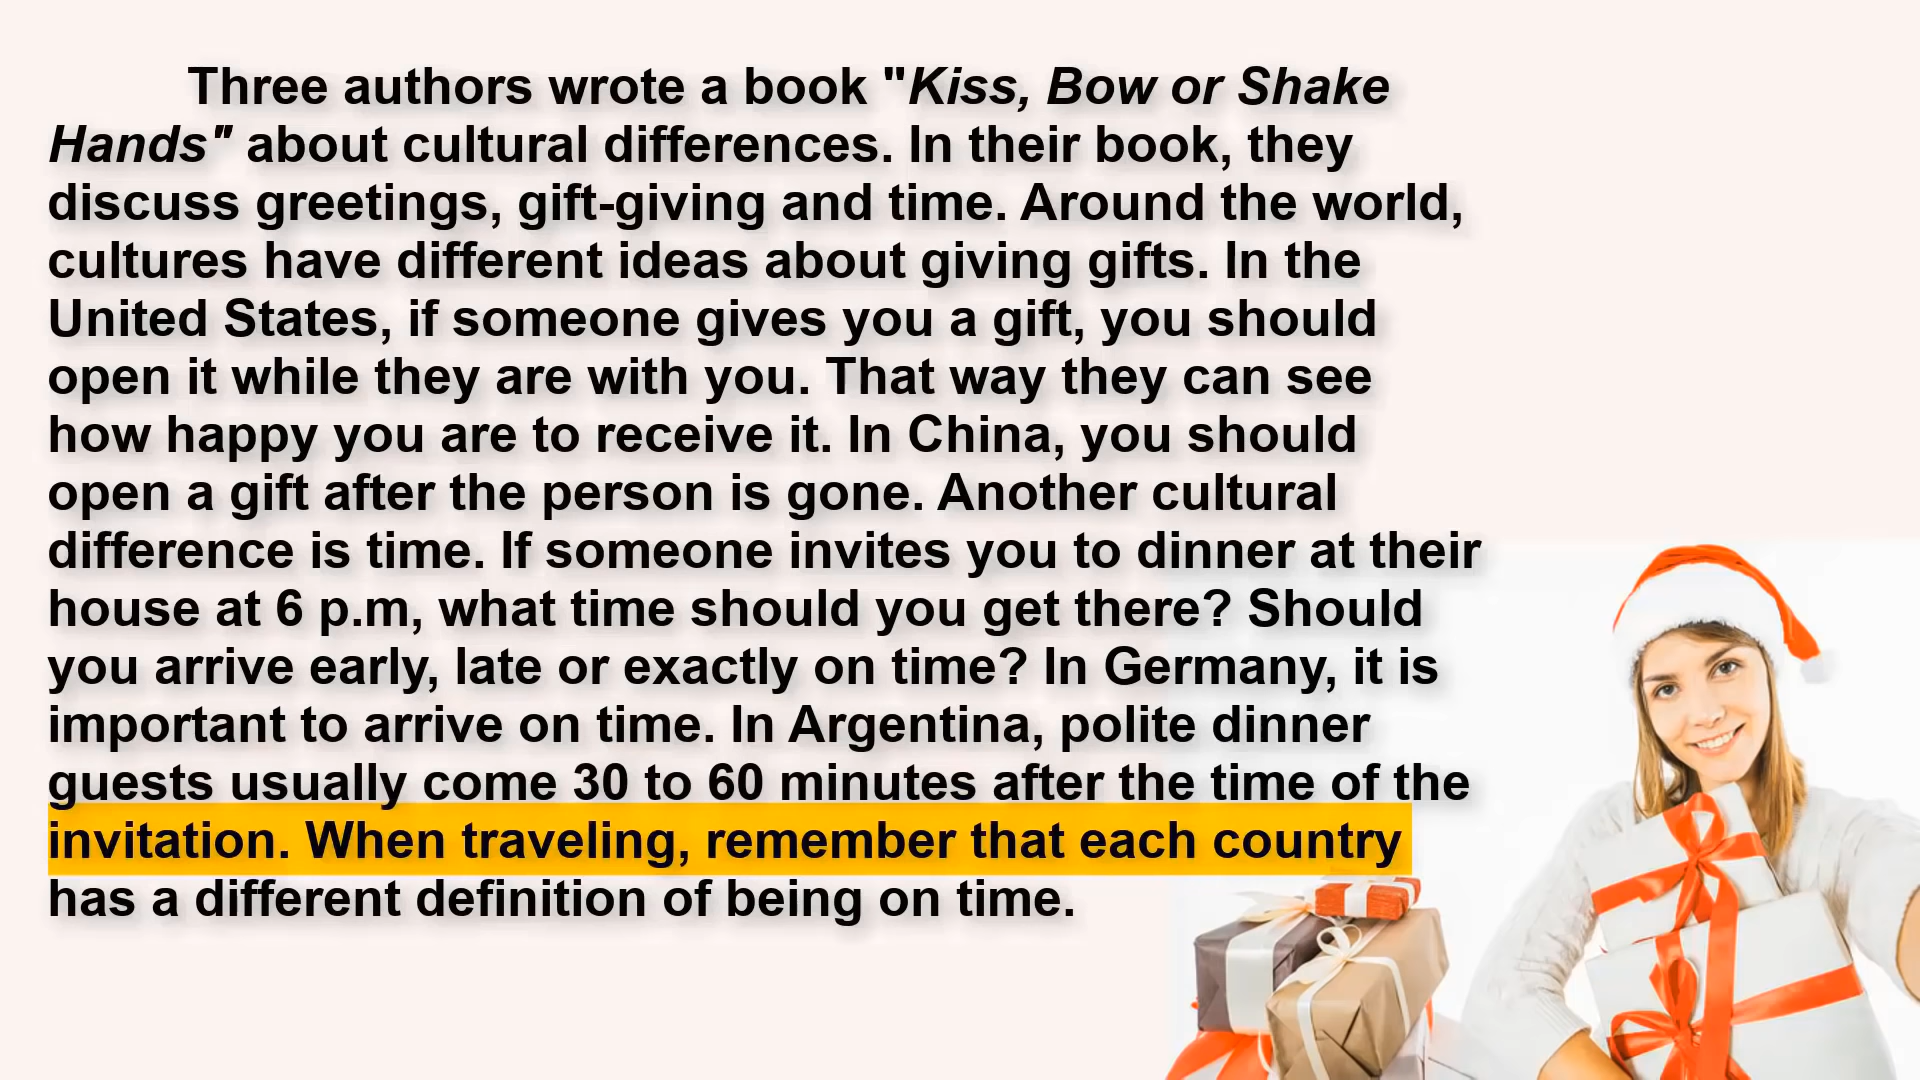 Three authors wrote a book "Kiss, Bow or Shake
Hands" about cultural differences. In their book, they
discuss greetings, gift-giving and time. Around the world,
cultures have different ideas about giving gifts. In the
United States, if someone gives you a gift, you should
open it while they are with you. That way they can see
how happy you are to receive it. In China, you should
open a gift after the person is gone. Another cultural
difference is time. If someone invites you to dinner at their
house at 6 p.m, what time should you get there? Should
you arrive early, late or exactly on time? In Germany, it is
important to arrive on time. In Argentina, polite dinner
guests usually come 30 to 60 minutes after the time of the
invitation. When traveling, remember that each country
has a different definition of being on time.